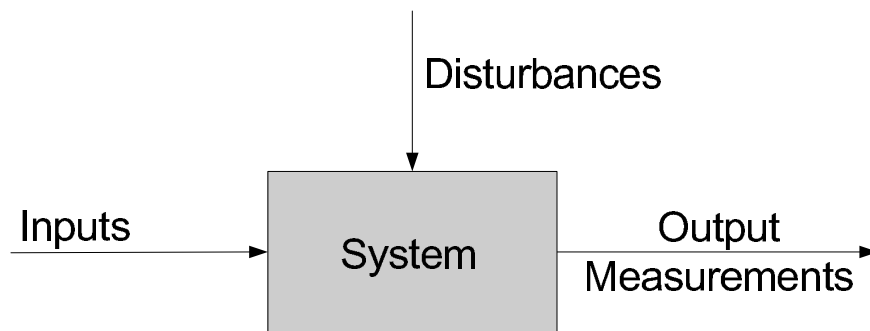 Disturbances
Inputs
System
Output
Measurements